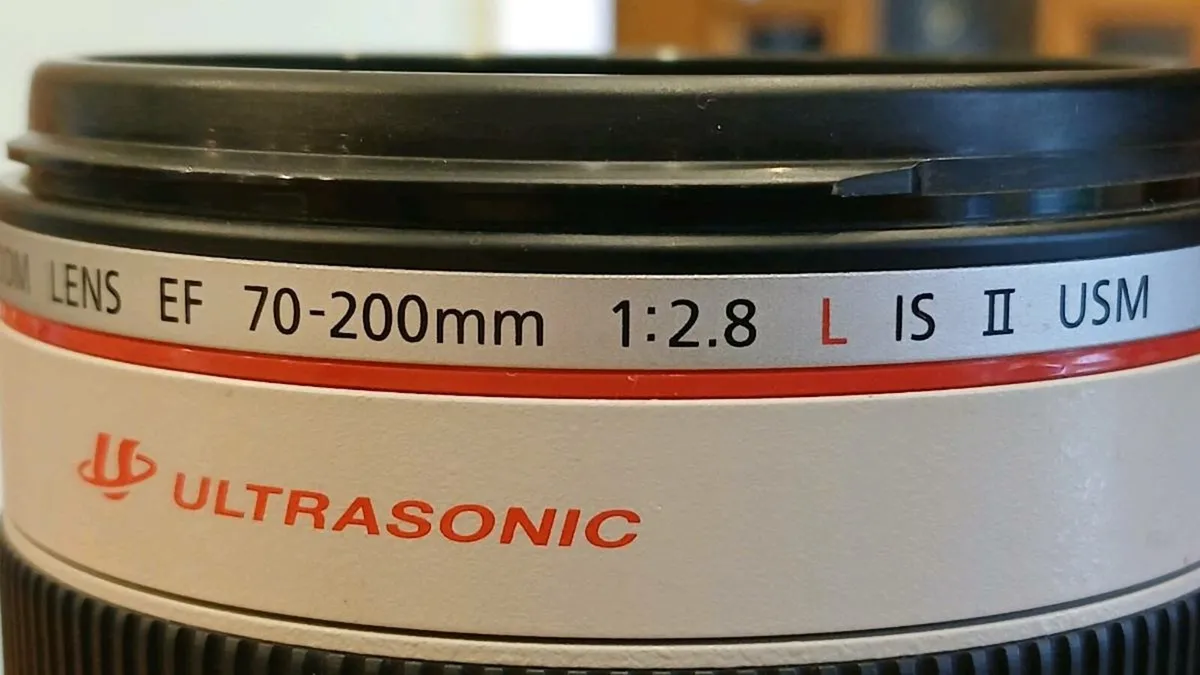 LENS EF 70-200mm 1:2.8 L IS II USM
ULTRASONIC